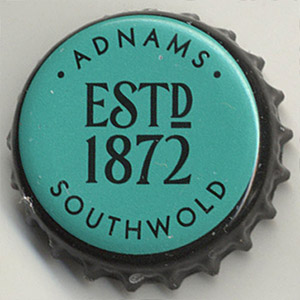 • ADNAMS •
ESTD
1872
SOUTHWOLD